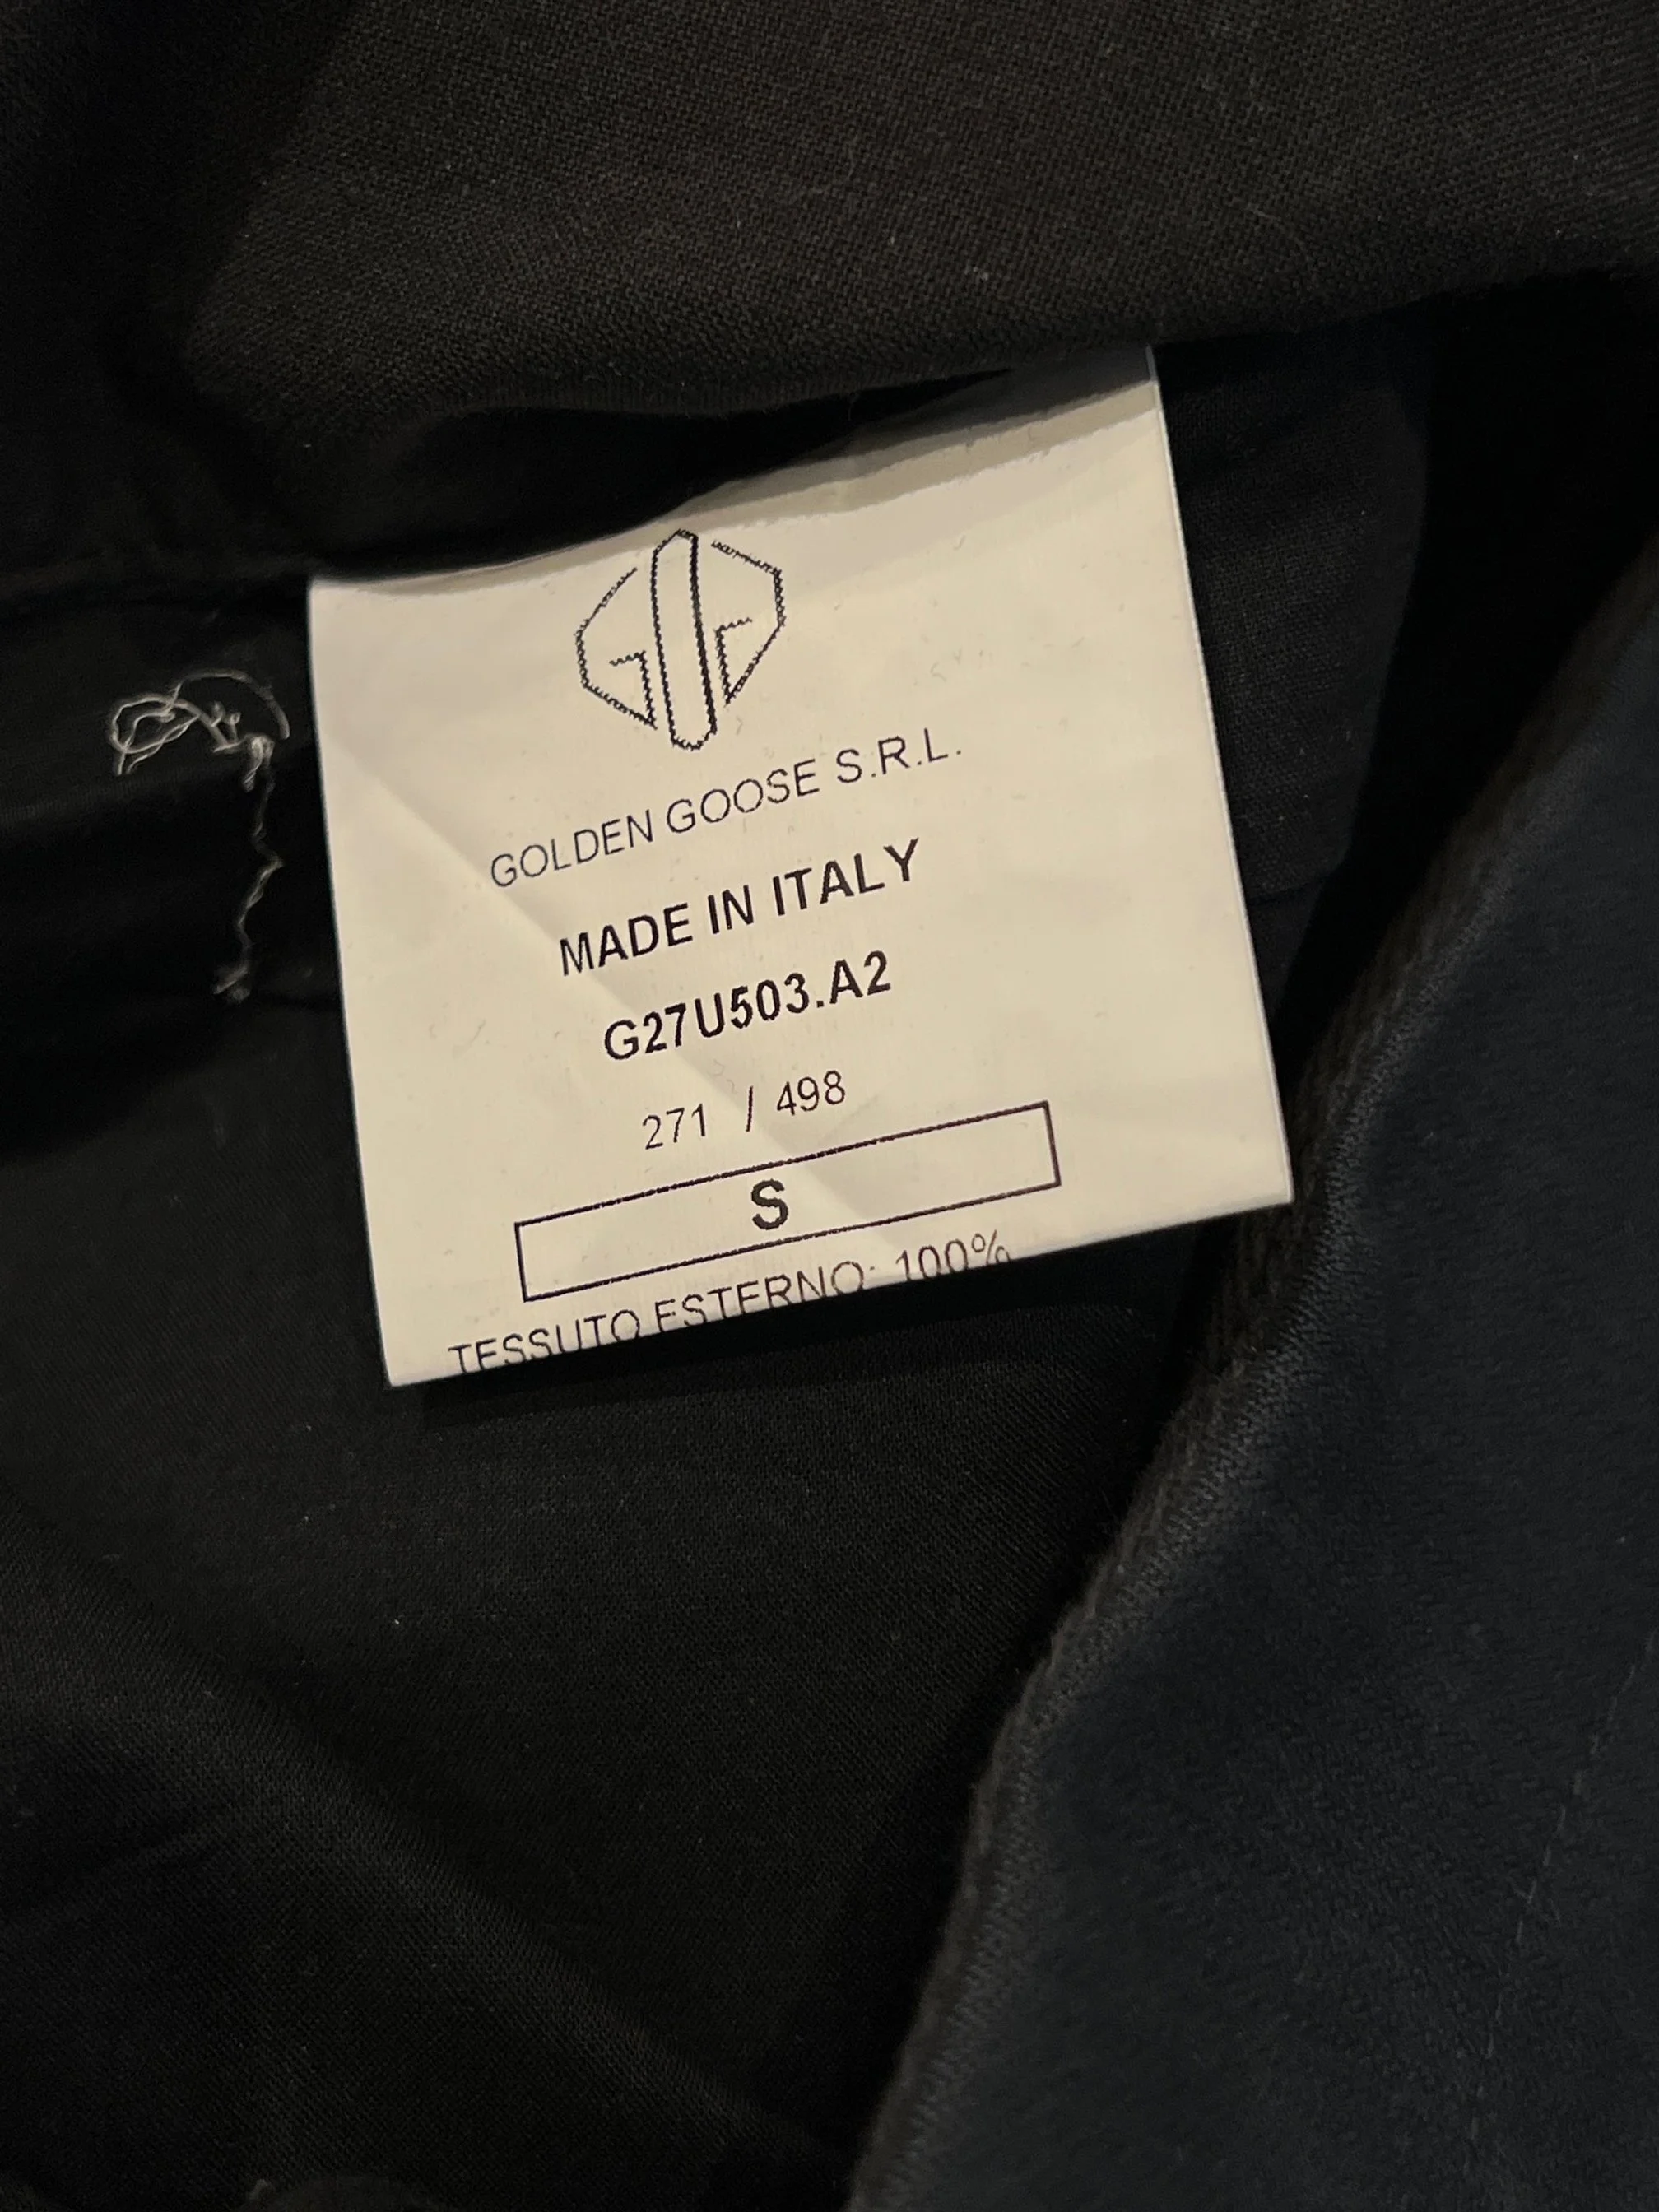 GOLDEN GOOSE S.R.L.
MADE IN ITALY
G27U503.A2
271 / 498
S
TESSUTO ESTERNO: 100%